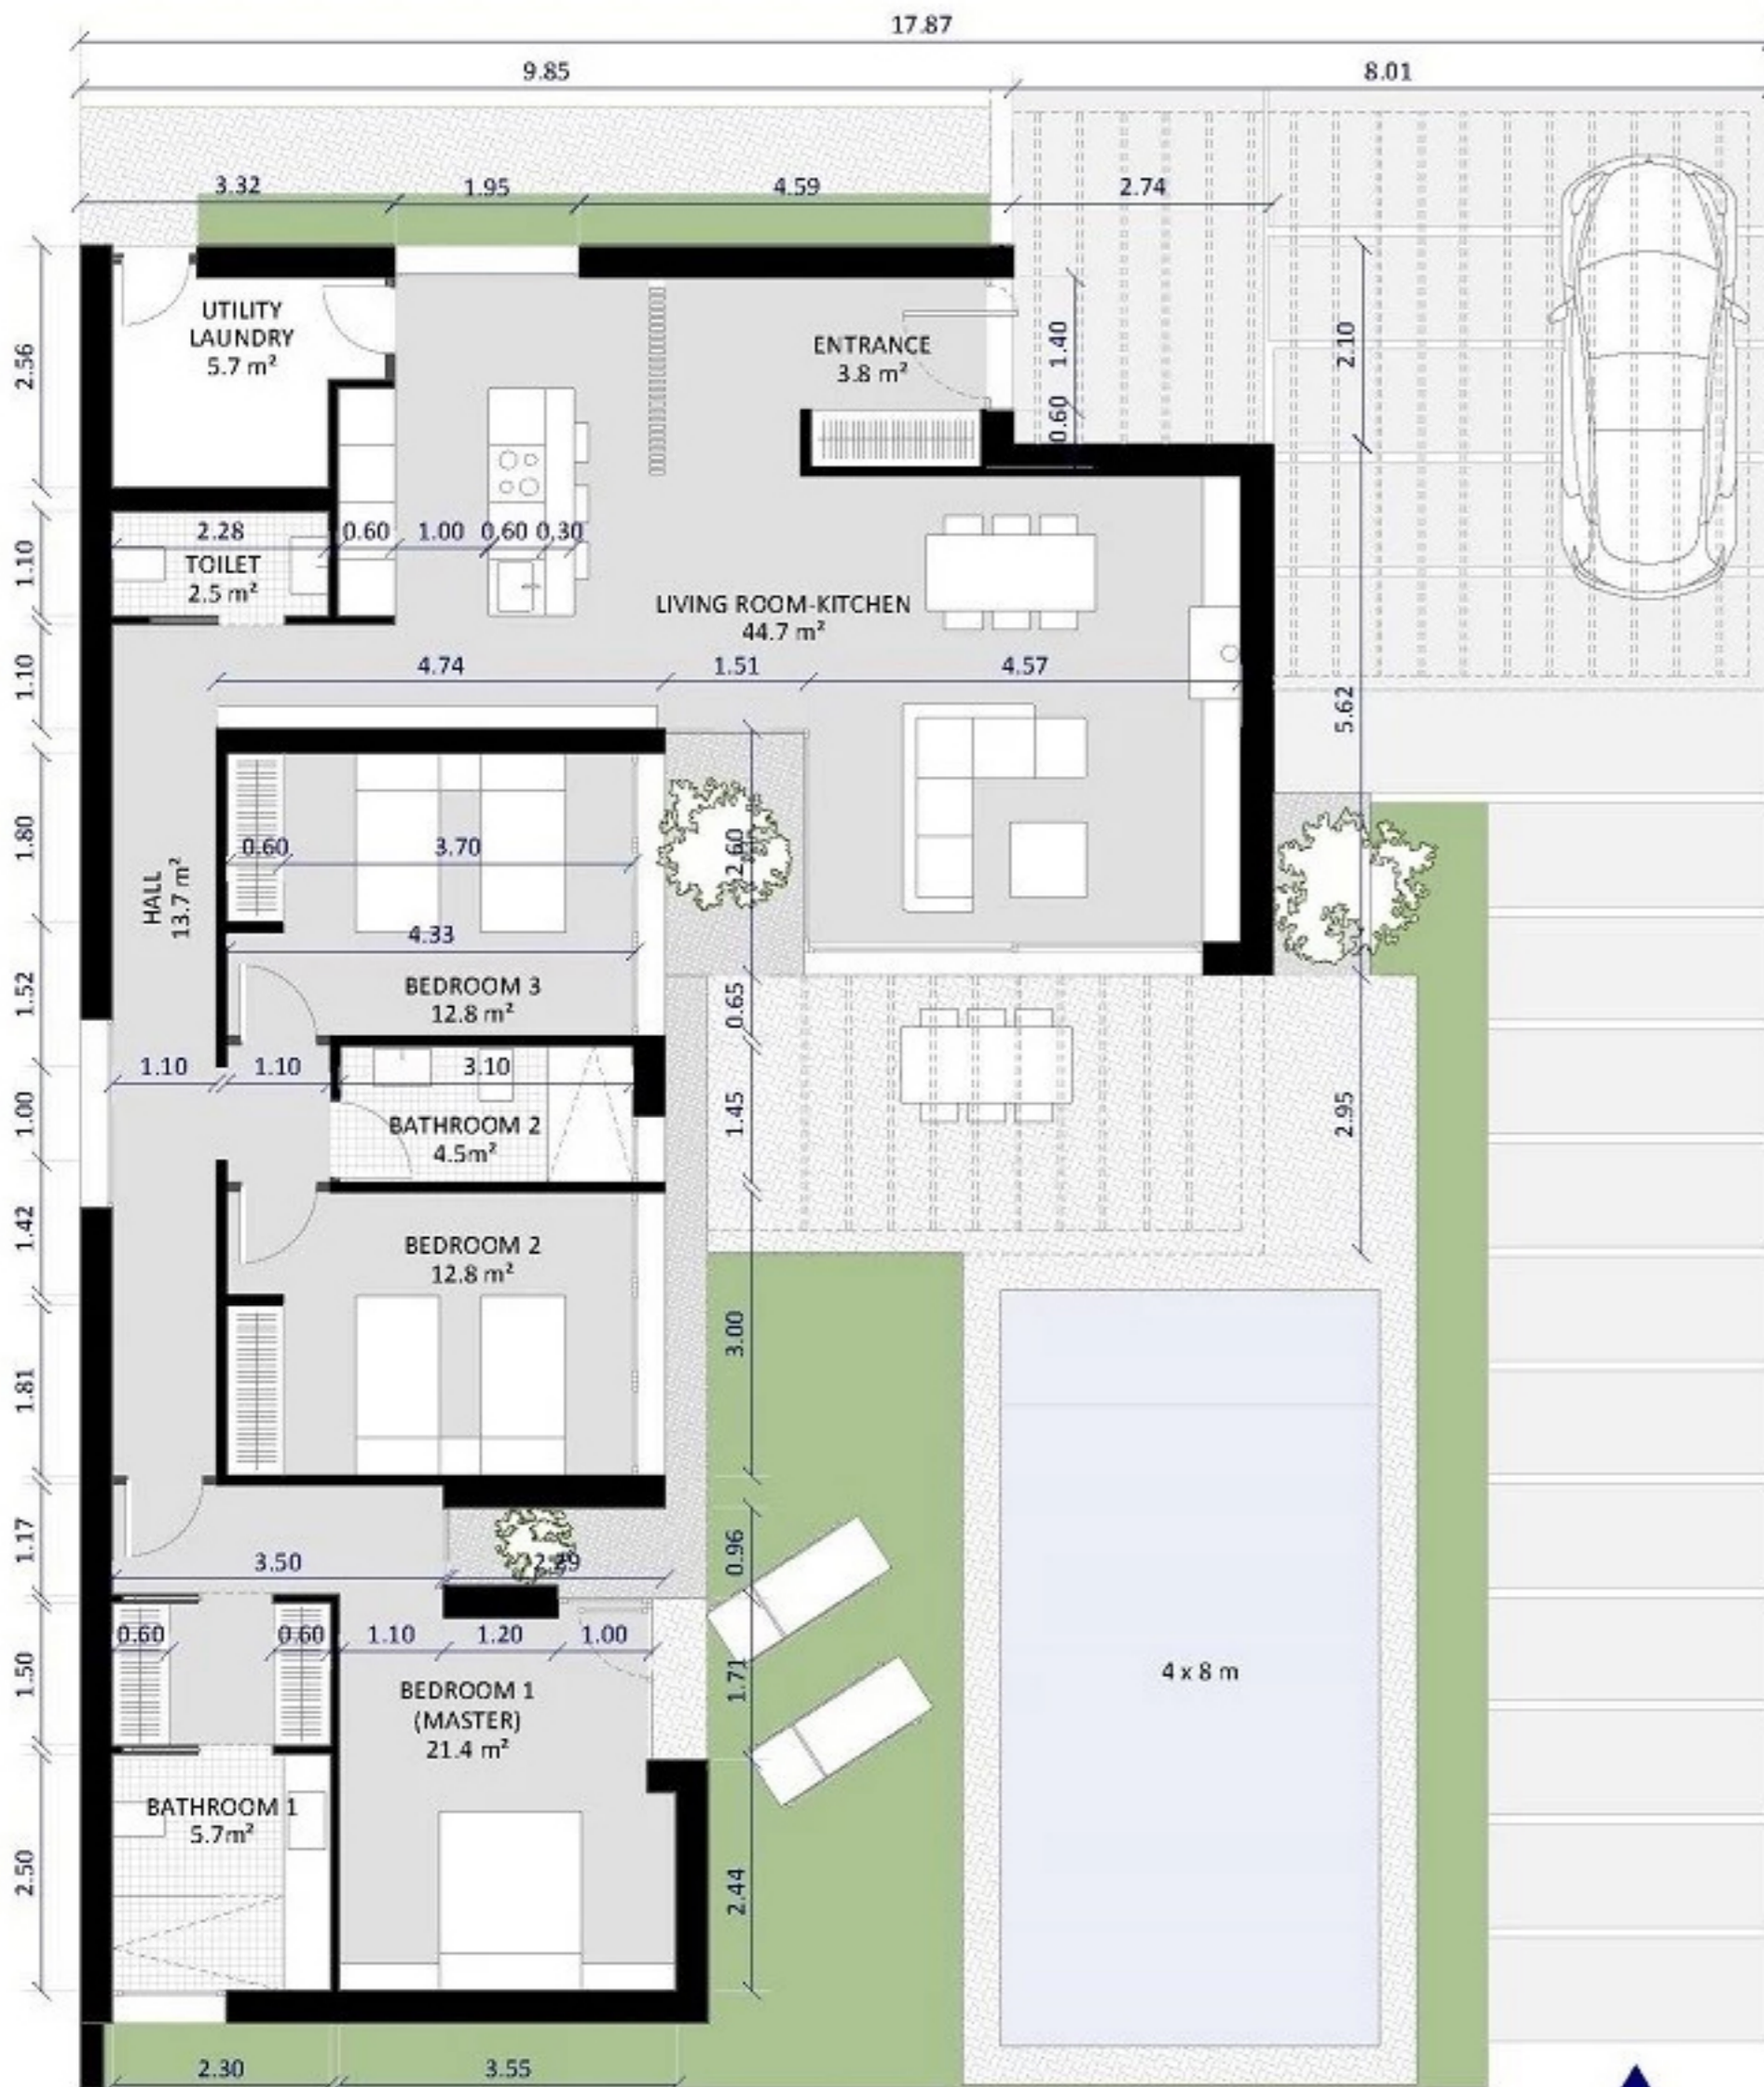 17.87
9.85
8.01
3.32
1.95
4.59
2.74
UTILITY
LAUNDRY
5.7 m²
ENTRANCE
3.8 m²
2.36
1.40
0.60
2.10
2.28
0.60
1.00
0.60
0.30
TOILET
2.5 m²
1.10
LIVING ROOM-KITCHEN
44.7 m²
1.10
4.74
1.51
4.57
5.62
1.80
0.60
3.70
2.60
HALL
13.7 m²
4.33
BEDROOM 3
12.8 m²
1.52
0.65
1.10
1.10
3.10
BATHROOM 2
4.5m²
1.00
1.45
2.95
1.42
BEDROOM 2
12.8 m²
3.00
1.81
1.17
3.50
2.29
0.96
0.60
0.60
1.10
1.20
1.00
1.50
BEDROOM 1
(MASTER)
21.4 m²
1.71
4 x 8 m
BATHROOM 1
5.7m²
2.50
2.44
2.30
3.55